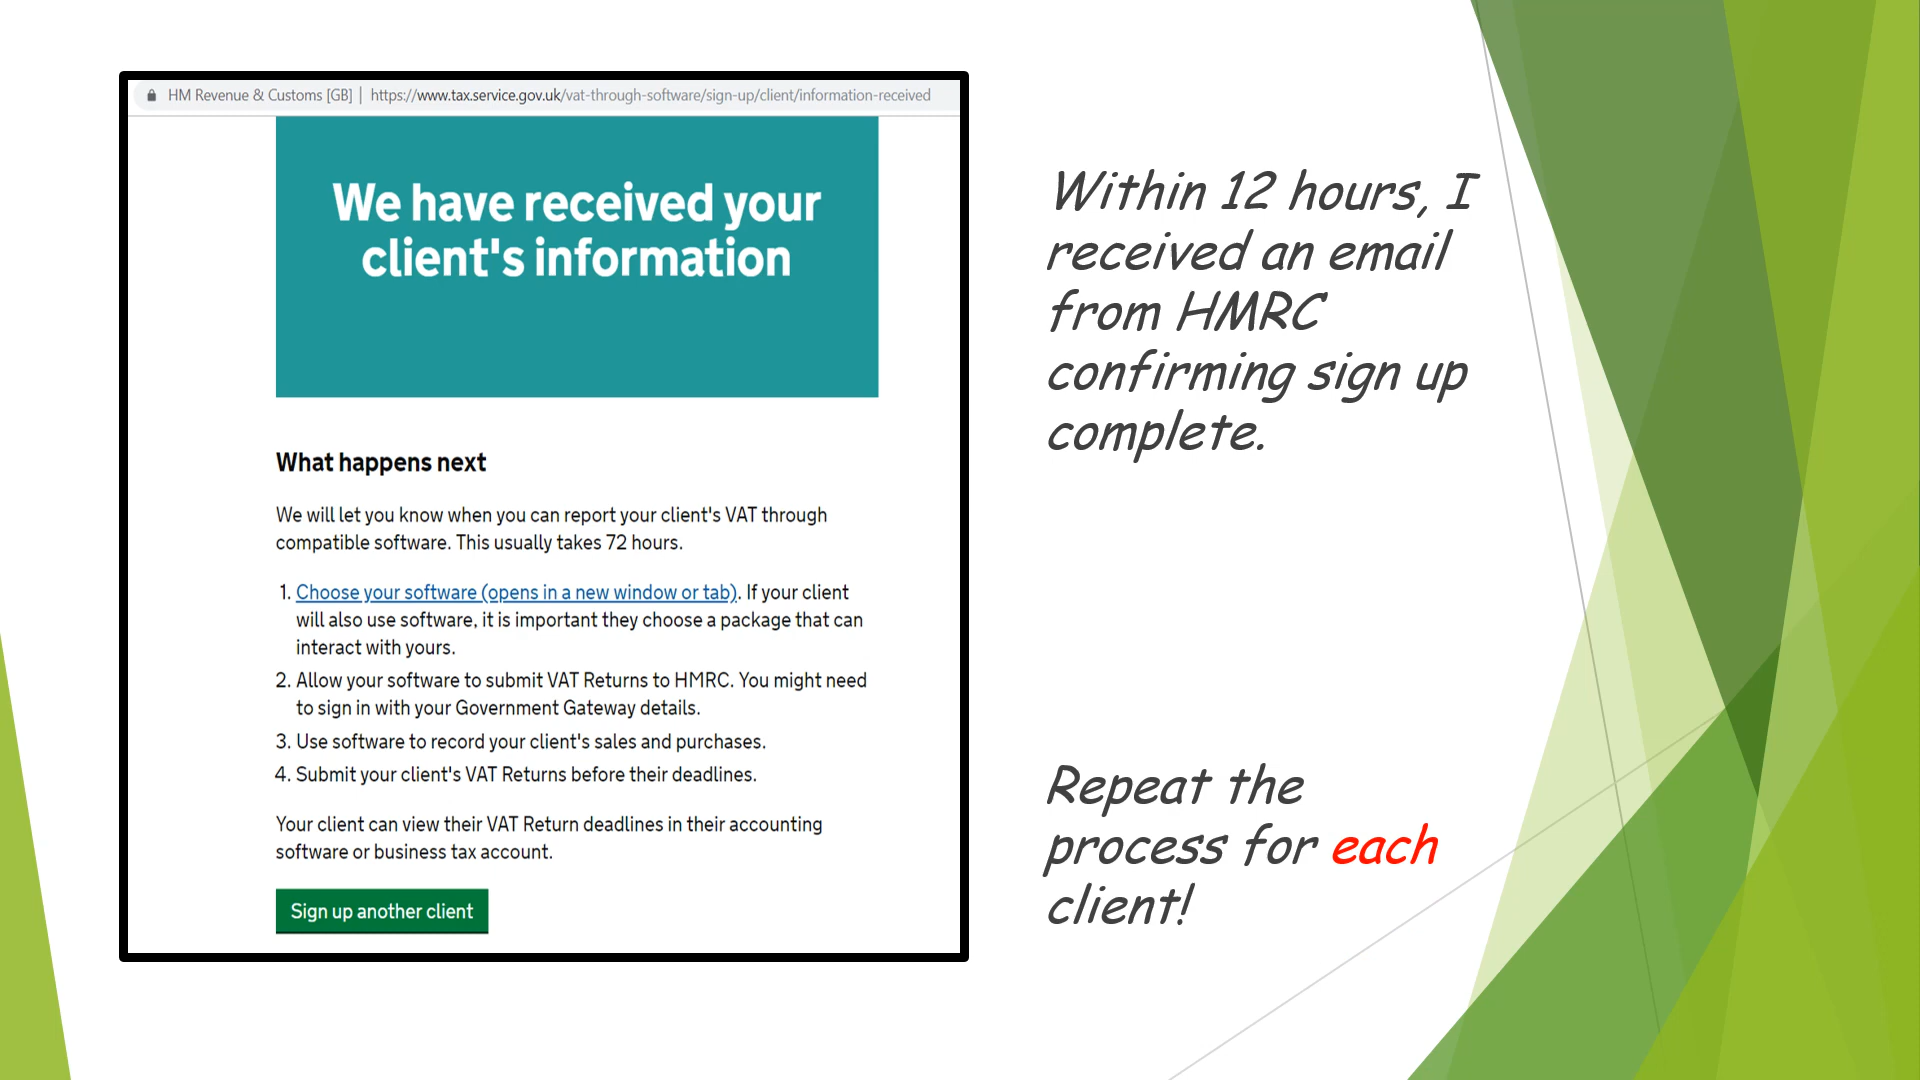 HM Revenue & Customs [GB] | https://www.tax.service.gov.uk/vat-through-software/sign-up/client/information-received
We have received your
client's information
What happens next
We will let you know when you can report your client's VAT through
compatible software. This usually takes 72 hours.
1. Choose your software (opens in a new window or tab). If your client
will also use software, it is important they choose a package that can
interact with yours.
2. Allow your software to submit VAT Returns to HMRC. You might need
to sign in with your Government Gateway details.
3. Use software to record your client's sales and purchases.
4. Submit your client's VAT Returns before their deadlines.
Your client can view their VAT Return deadlines in their accounting
software or business tax account.
Sign up another client
Within 12 hours, I
received an email
from HMRC
confirming sign up
complete.
Repeat the
process for each
client!